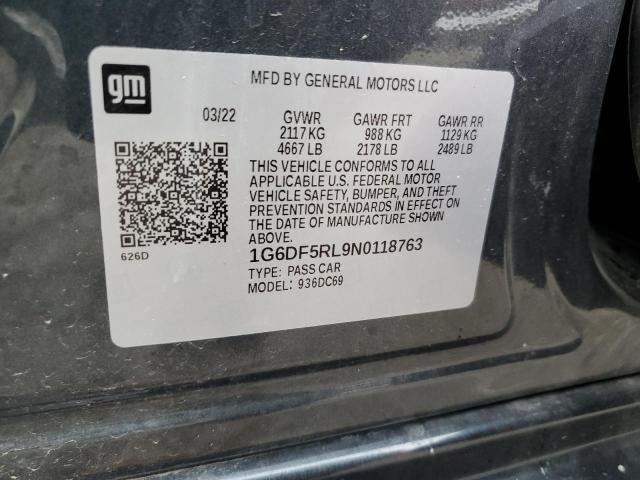 gm
MFD BY GENERAL MOTORS LLC
03/22 GVWR GAWR FRT GAWR RR
2117 KG 988 KG 1129 KG
4667 LB 2178 LB 2489 LB
THIS VEHICLE CONFORMS TO ALL
APPLICABLE U.S. FEDERAL MOTOR
VEHICLE SAFETY, BUMPER, AND THEFT
PREVENTION STANDARDS IN EFFECT ON
THE DATE OF MANUFACTURE SHOWN
ABOVE.
626D
1G6DF5RL9N0118763
TYPE: PASS CAR
MODEL: 936DC69